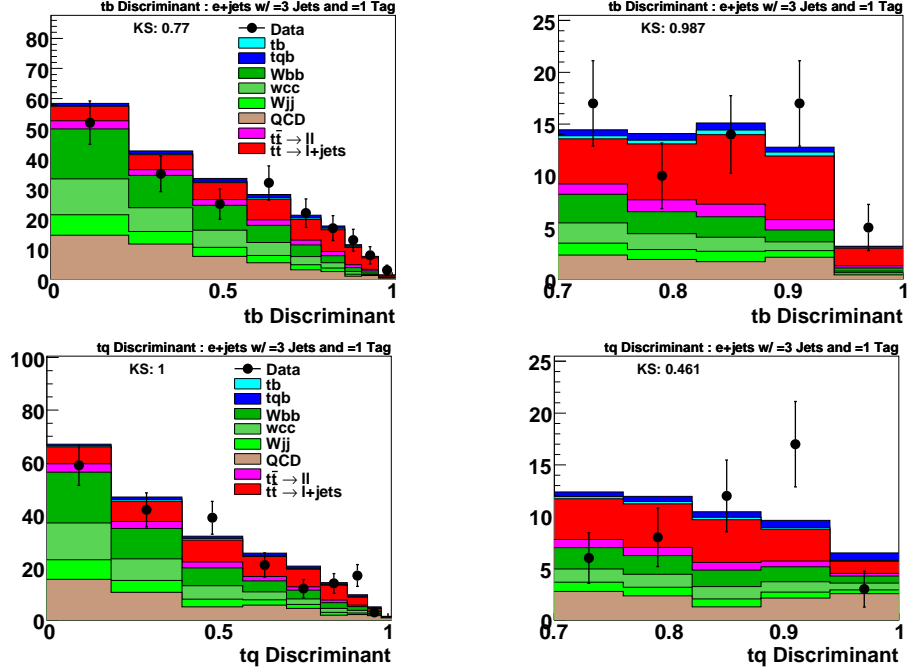 tb Discriminant : e+jets w/ =3 Jets and =1 Tag
KS: 0.77
Data
tb
tqb
Wbb
wcc
Wjj
QCD
tt̄ → ll
tt → l+jets
80
70
60
50
40
30
20
10
0
0 0.5 1
tb Discriminant
tb Discriminant : e+jets w/ =3 Jets and =1 Tag
KS: 0.987
25
20
15
10
5
0
0.7 0.8 0.9 1
tb Discriminant
tq Discriminant : e+jets w/ =3 Jets and =1 Tag
KS: 1
Data
tb
tqb
Wbb
wcc
Wjj
QCD
tt̄ → ll
tt → l+jets
100
80
60
40
20
0
0 0.5 1
tq Discriminant
tq Discriminant : e+jets w/ =3 Jets and =1 Tag
KS: 0.461
25
20
15
10
5
0
0.7 0.8 0.9 1
tq Discriminant